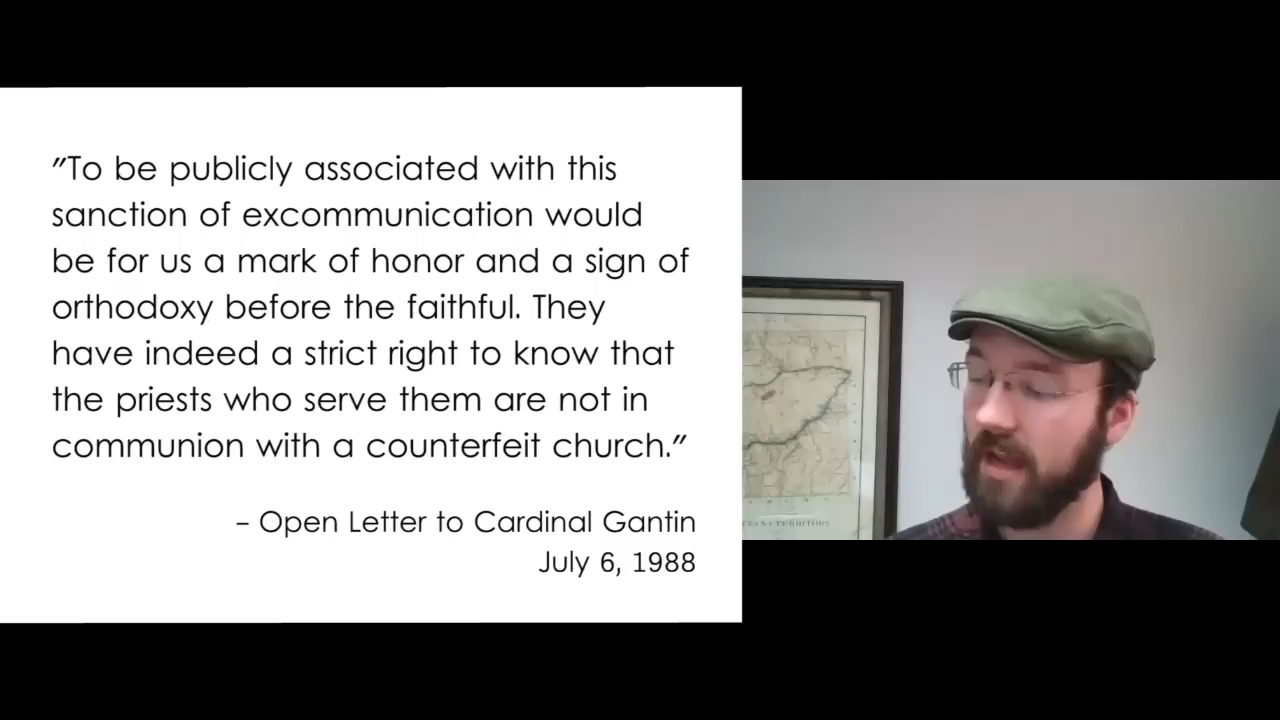 "To be publicly associated with this
sanction of excommunication would
be for us a mark of honor and a sign of
orthodoxy before the faithful. They
have indeed a strict right to know that
the priests who serve them are not in
communion with a counterfeit church."
– Open Letter to Cardinal Gantin
July 6, 1988